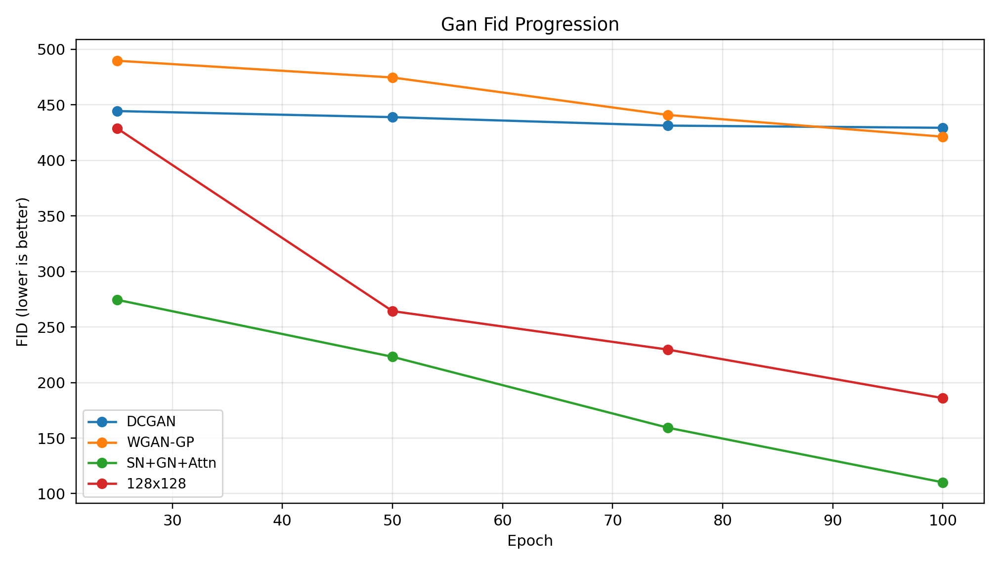 Gan Fid Progression
FID (lower is better)
500
450
400
350
300
250
200
150
100
DCGAN
WGAN-GP
SN+GN+Attn
128x128
30 40 50 60 70 80 90 100
Epoch